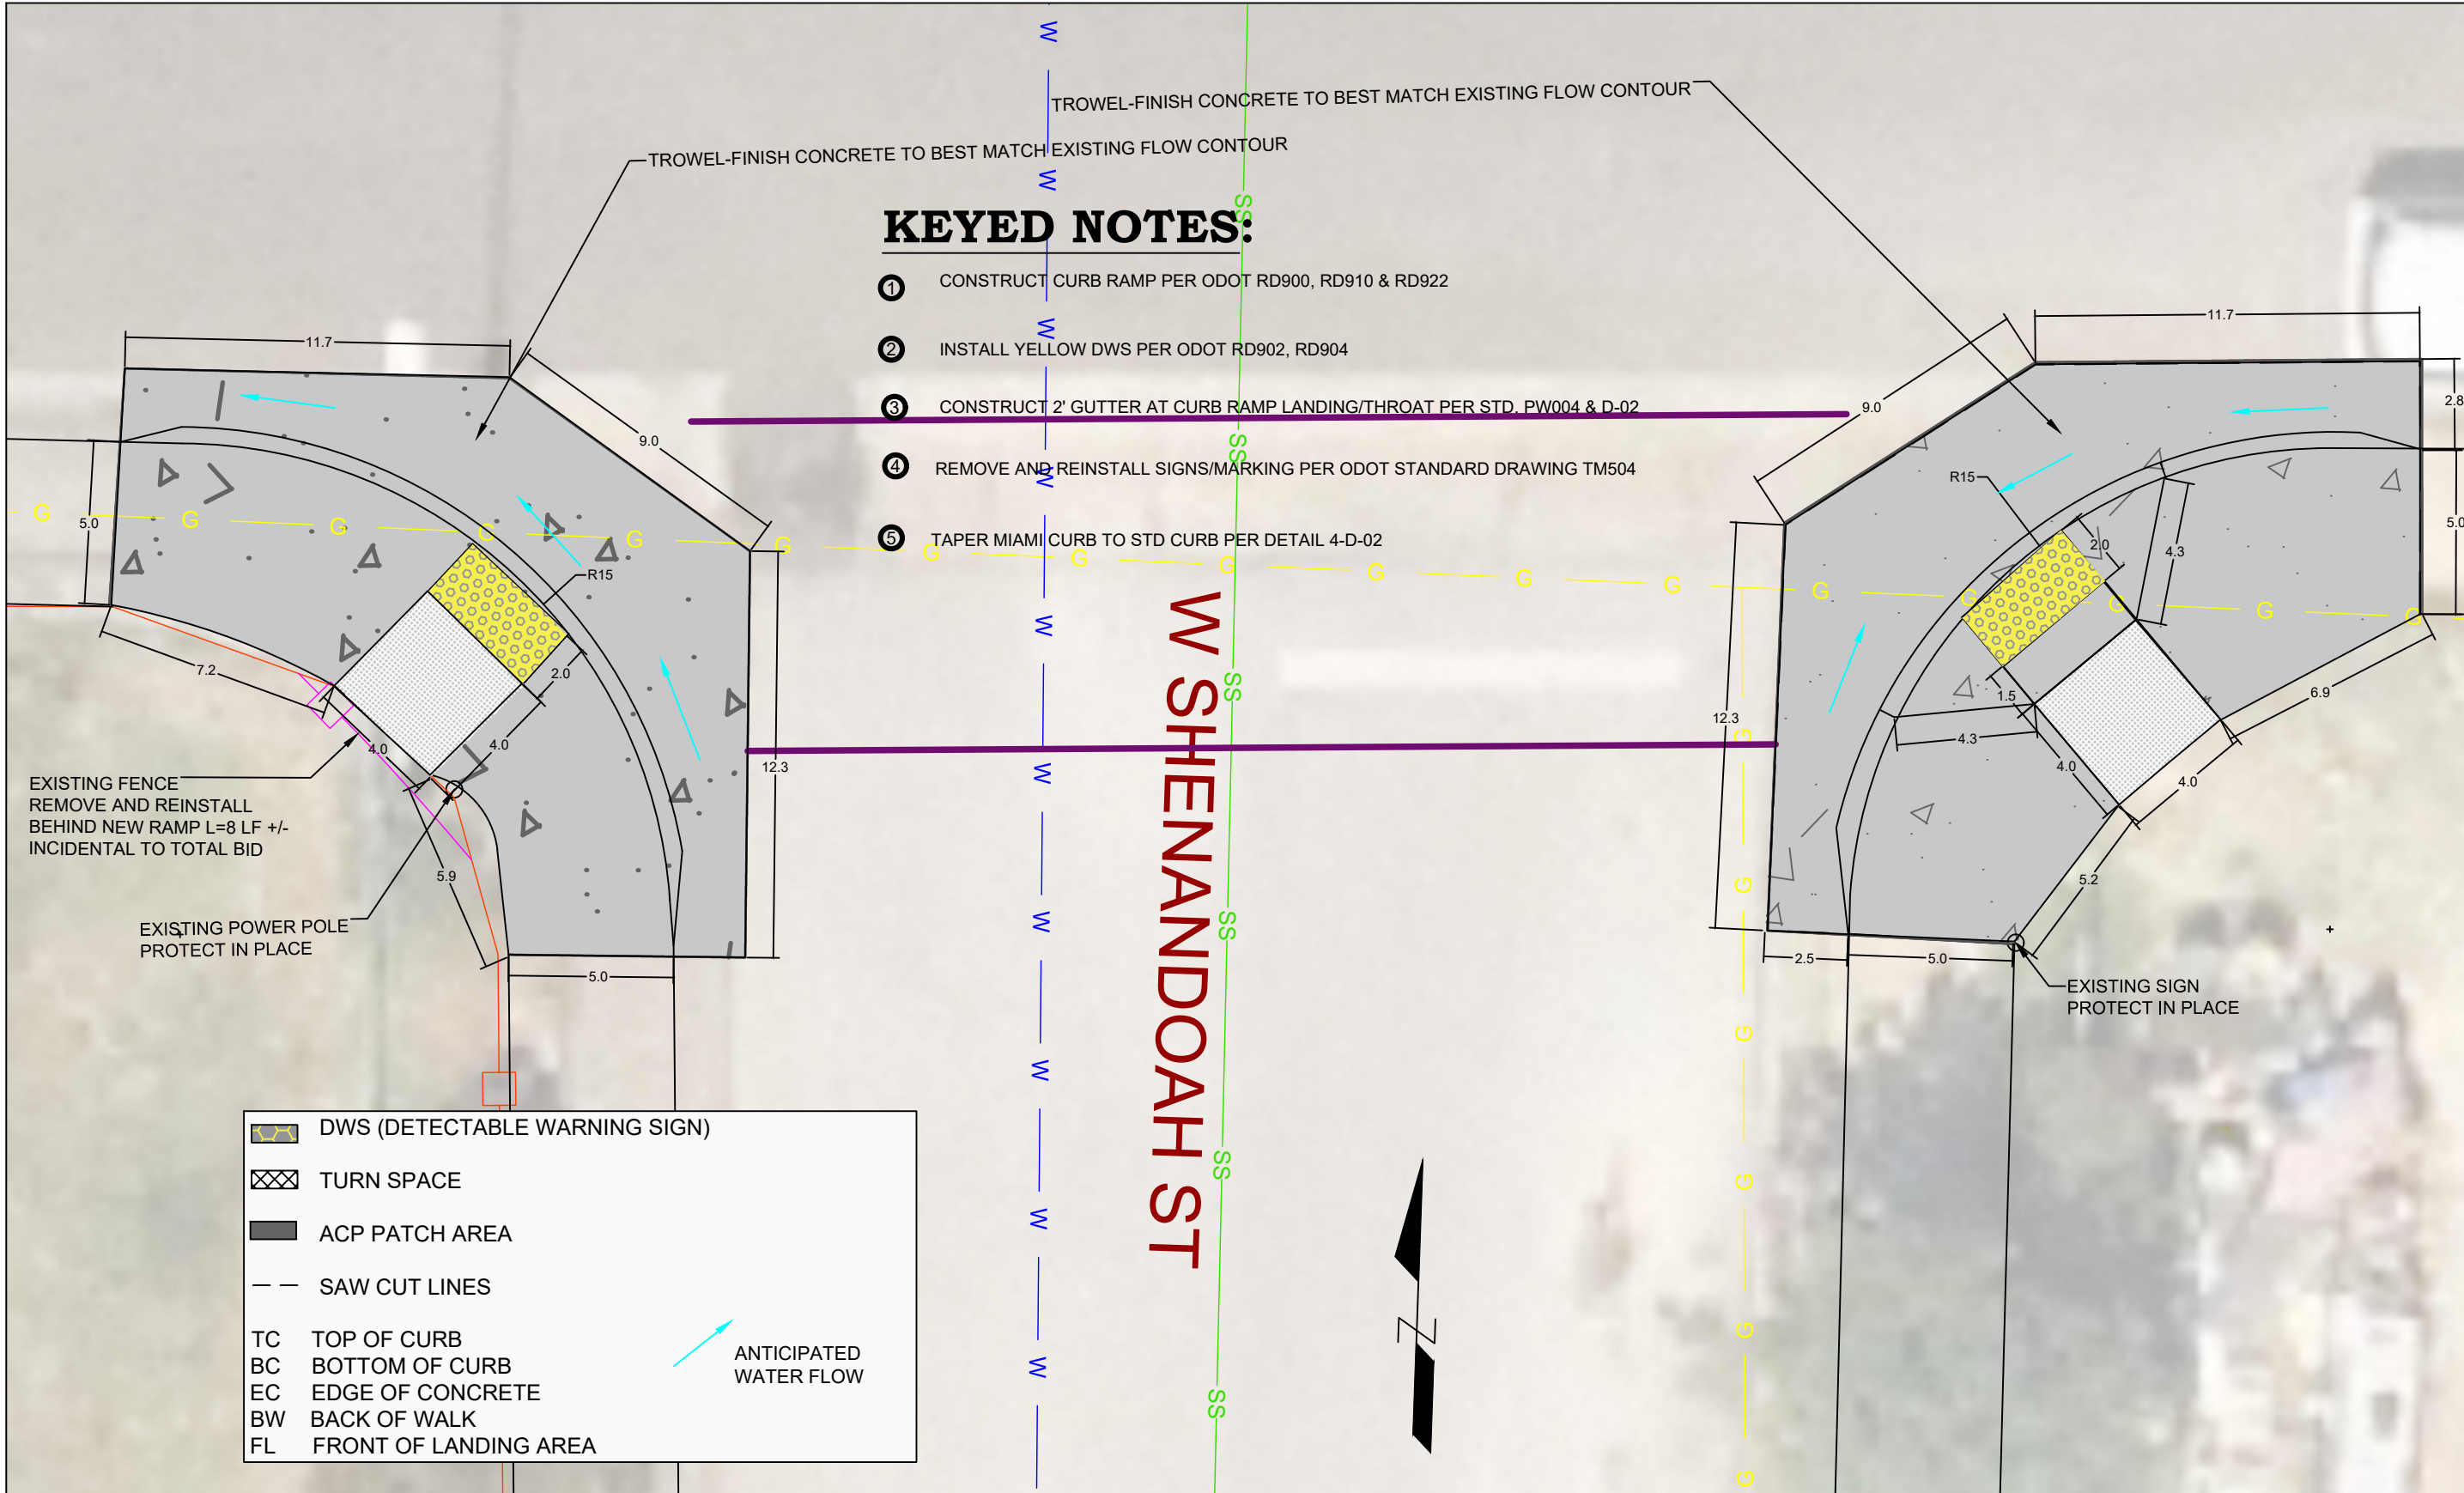 TROWEL-FINISH CONCRETE TO BEST MATCH EXISTING FLOW CONTOUR
TROWEL-FINISH CONCRETE TO BEST MATCH EXISTING FLOW CONTOUR
KEYED NOTES:
1 CONSTRUCT CURB RAMP PER ODOT RD900, RD910 & RD922
2 INSTALL YELLOW DWS PER ODOT RD902, RD904
3 CONSTRUCT 2' GUTTER AT CURB RAMP LANDING/THROAT PER STD. PW004 & D-02
4 REMOVE AND REINSTALL SIGNS/MARKING PER ODOT STANDARD DRAWING TM504
5 TAPER MIAMI CURB TO STD CURB PER DETAIL 4-D-02
11.7
9.0
5.0
R15
7.2
2.0
4.0
4.0
12.3
5.9
5.0
EXISTING FENCE
REMOVE AND REINSTALL
BEHIND NEW RAMP L=8 LF +/-
INCIDENTAL TO TOTAL BID
EXISTING POWER POLE
PROTECT IN PLACE
W SHENANDOAH ST
11.7
9.0
2.8
R15
2.0
4.3
5.0
1.5
4.3
6.9
12.3
4.0
4.0
5.2
2.5
5.0
EXISTING SIGN
PROTECT IN PLACE
W W W W W W W W W W W
SS SS SS SS SS SS SS
G G G G G G G G G G G G G G G G G
G G G G G G
Z
DWS (DETECTABLE WARNING SIGN)
TURN SPACE
ACP PATCH AREA
SAW CUT LINES
TC TOP OF CURB
BC BOTTOM OF CURB
EC EDGE OF CONCRETE
BW BACK OF WALK
FL FRONT OF LANDING AREA
ANTICIPATED
WATER FLOW